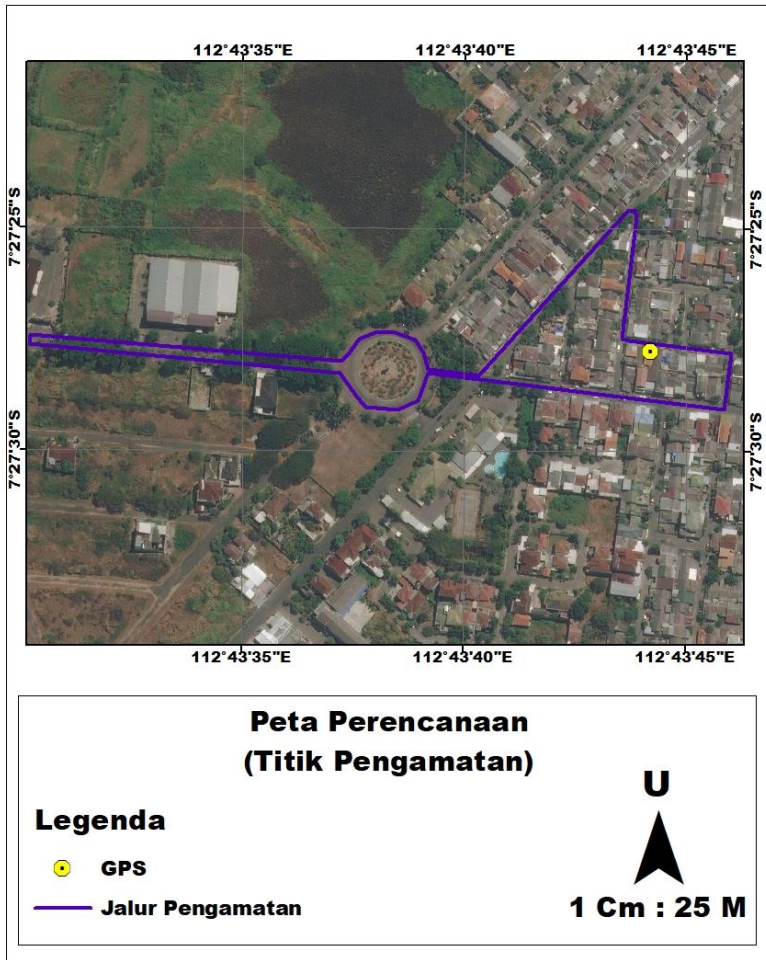 112°43'35"E 112°43'40"E 112°43'45"E
7°27'25"S 7°27'25"S
7°27'30"S 7°27'30"S
112°43'35"E 112°43'40"E 112°43'45"E
Peta Perencanaan
(Titik Pengamatan)
U
Legenda
GPS
Jalur Pengamatan
1 Cm : 25 M